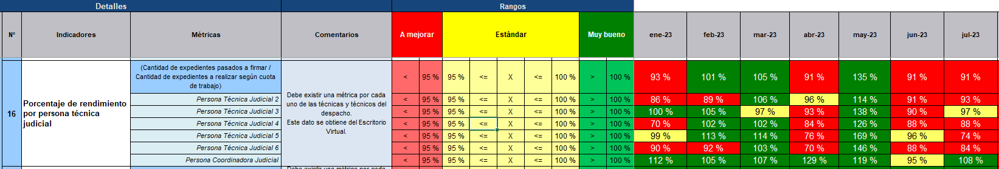 Detalles Rangos
N° Indicadores Métricas Comentarios A mejorar Estándar Muy bueno ene-23 feb-23 mar-23 abr-23 may-23 jun-23 jul-23
16
Porcentaje de rendimiento
por persona técnica
judicial
(Cantidad de expedientes pasados a firmar /
Cantidad de expedientes a realizar según cuota
de trabajo)
Debe existir una métrica por cada
uno de las técnicas y técnicos del
despacho.
Este dato se obtiene del Escritorio
Virtual.
< 95 % 95 % <= X <= 100 % > 100 % 93 % 101 % 105 % 91 % 135 % 91 % 91 %
Persona Técnica Judicial 2 < 95 % 95 % <= X <= 100 % > 100 % 86 % 89 % 106 % 96 % 114 % 91 % 93 %
Persona Técnica Judicial 3 < 95 % 95 % <= X <= 100 % > 100 % 100 % 105 % 97 % 93 % 138 % 90 % 97 %
Persona Técnica Judicial 4 < 95 % 95 % <= X <= 100 % > 100 % 70 % 102 % 102 % 84 % 126 % 88 % 88 %
Persona Técnica Judicial 5 < 95 % 95 % <= X <= 100 % > 100 % 99 % 113 % 114 % 76 % 169 % 96 % 74 %
Persona Técnica Judicial 6 < 95 % 95 % <= X <= 100 % > 100 % 90 % 92 % 103 % 70 % 146 % 88 % 84 %
Persona Coordinadora Judicial < 95 % 95 % <= X <= 100 % > 100 % 112 % 105 % 107 % 129 % 119 % 95 % 108 %
Debe existir una métrica por cada